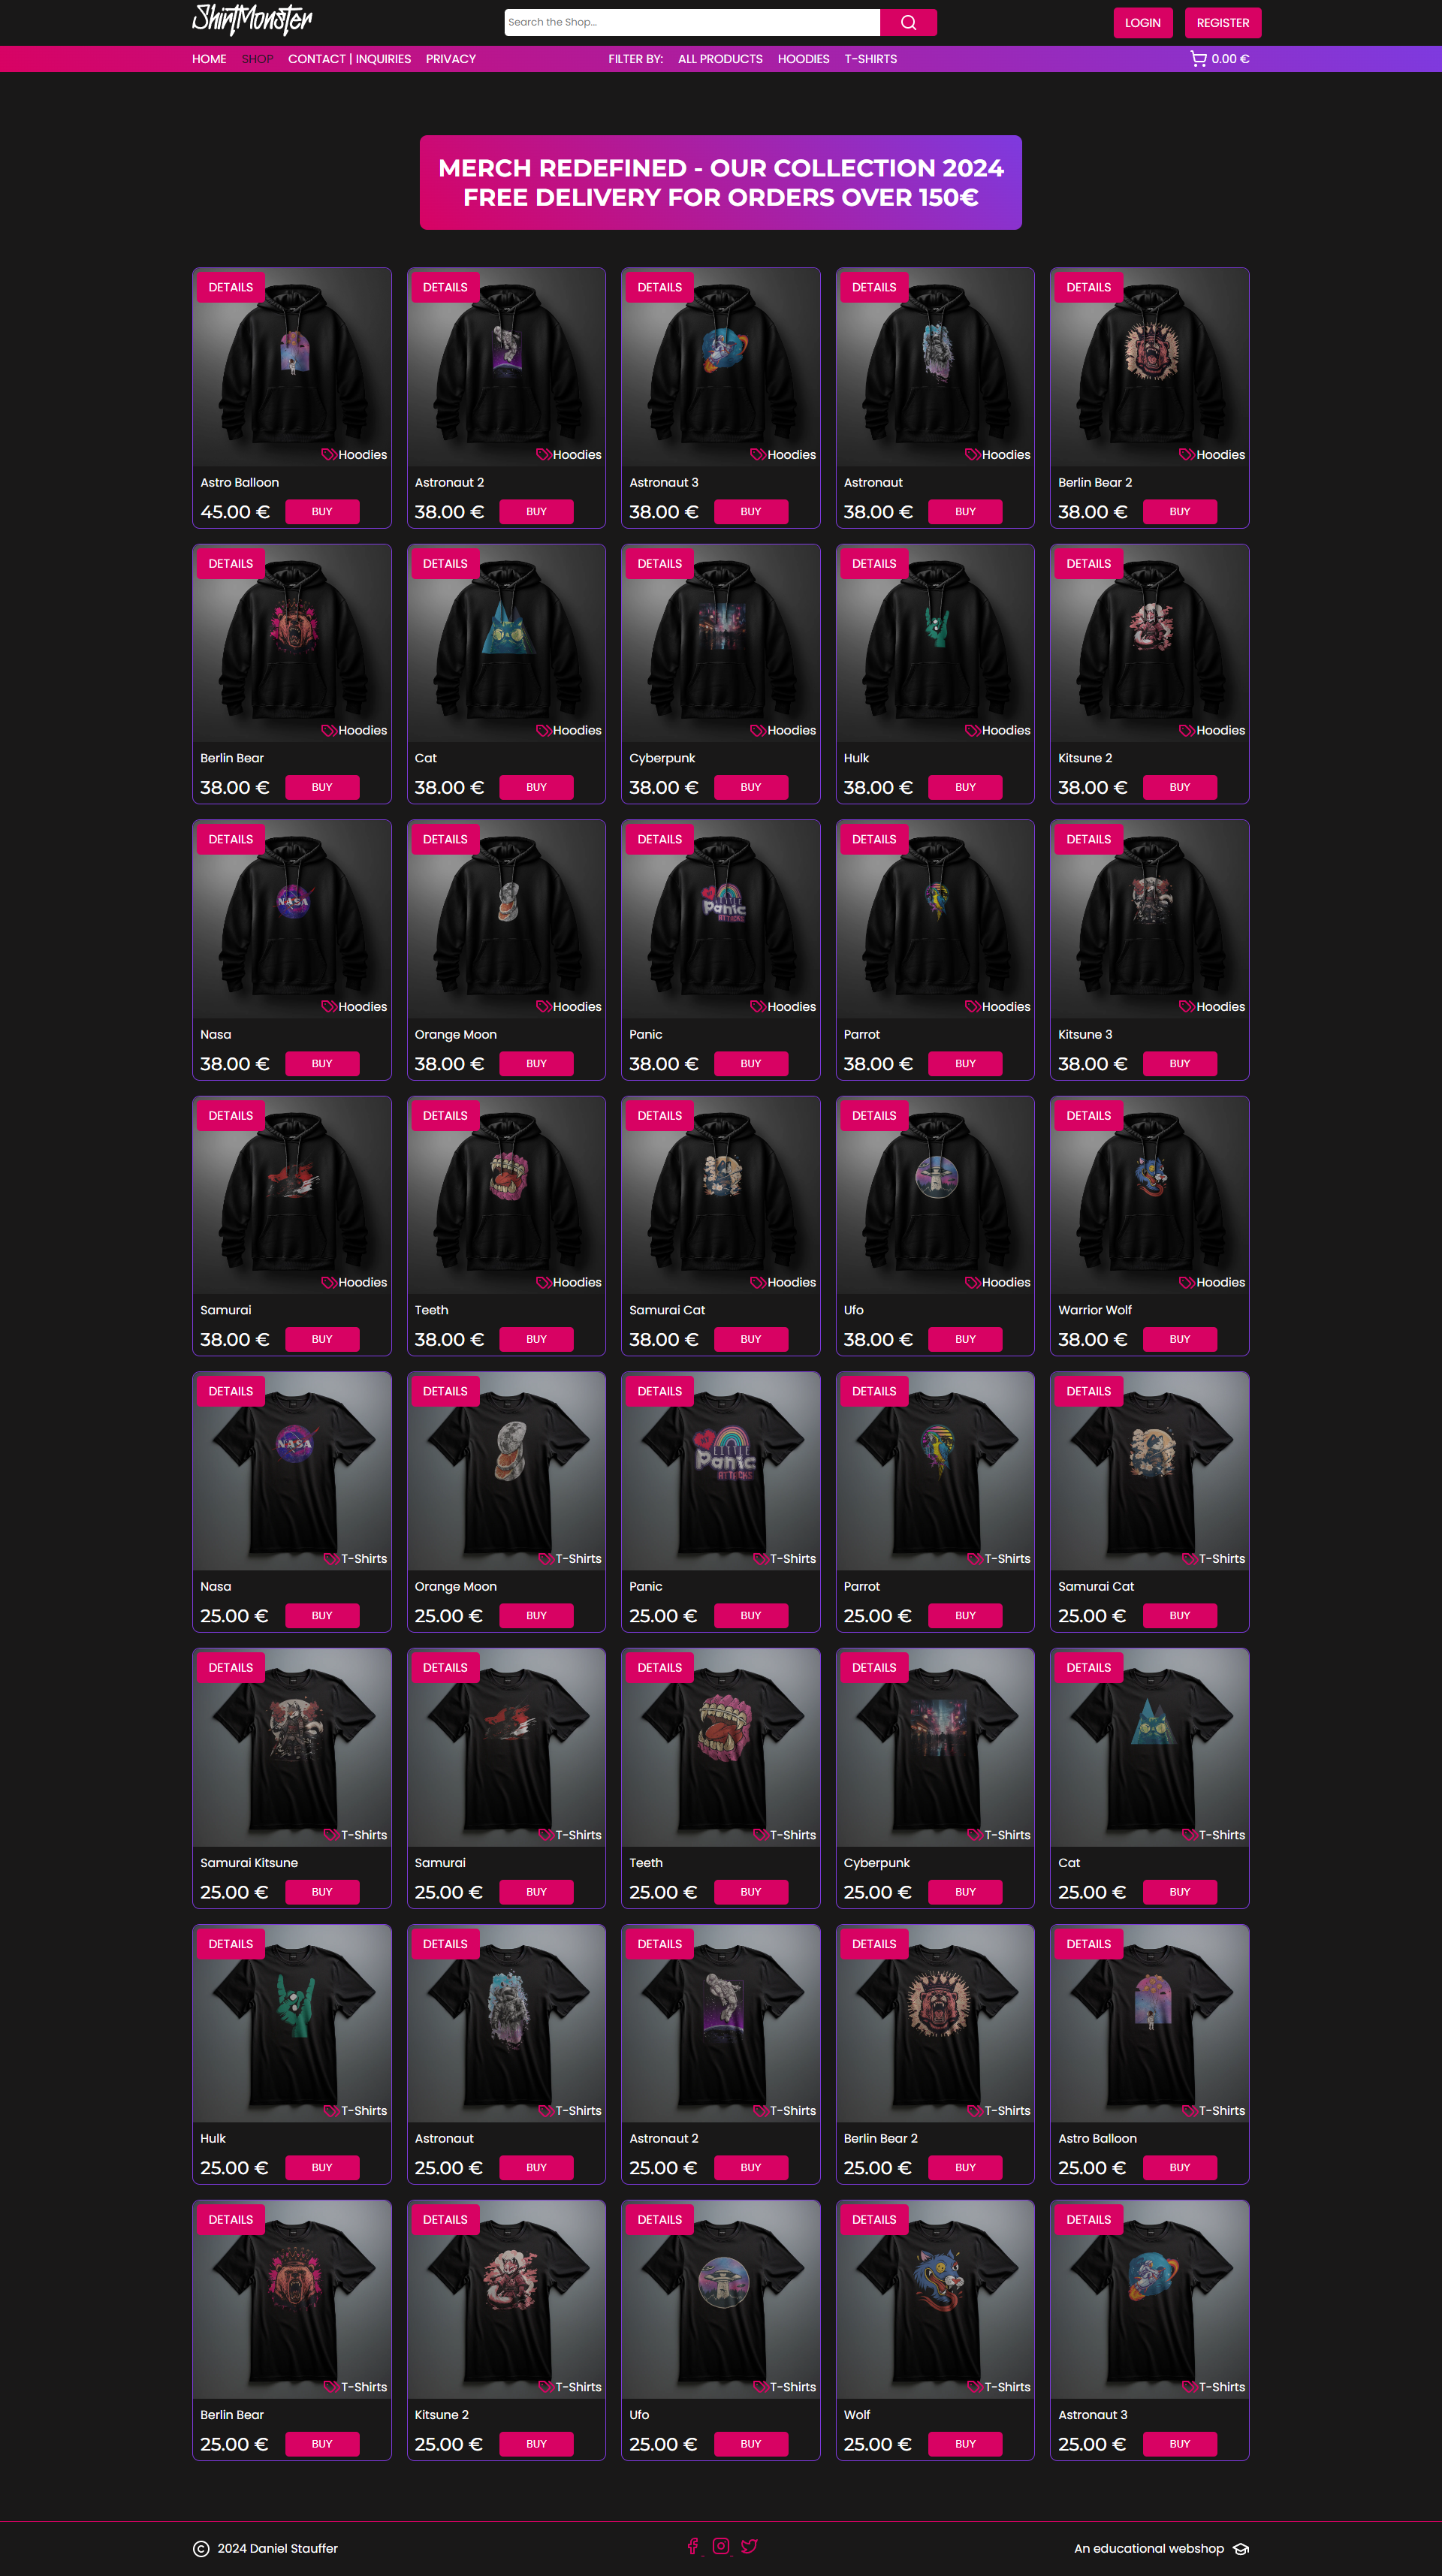 ShirtMonster
Search the Shop...
LOGIN
REGISTER
HOME SHOP CONTACT | INQUIRIES PRIVACY
FILTER BY: ALL PRODUCTS HOODIES T-SHIRTS
0.00 €
MERCH REDEFINED - OUR COLLECTION 2024
FREE DELIVERY FOR ORDERS OVER 150€
DETAILS DETAILS DETAILS DETAILS DETAILS
Hoodies Hoodies Hoodies Hoodies Hoodies
Astro Balloon Astronaut 2 Astronaut 3 Astronaut Berlin Bear 2
45.00 € BUY 38.00 € BUY 38.00 € BUY 38.00 € BUY 38.00 € BUY
DETAILS DETAILS DETAILS DETAILS DETAILS
Hoodies Hoodies Hoodies Hoodies Hoodies
Berlin Bear Cat Cyberpunk Hulk Kitsune 2
38.00 € BUY 38.00 € BUY 38.00 € BUY 38.00 € BUY 38.00 € BUY
DETAILS DETAILS DETAILS DETAILS DETAILS
NASA
LITTLE
Panic
ATTACKS
Hoodies Hoodies Hoodies Hoodies Hoodies
Nasa Orange Moon Panic Parrot Kitsune 3
38.00 € BUY 38.00 € BUY 38.00 € BUY 38.00 € BUY 38.00 € BUY
DETAILS DETAILS DETAILS DETAILS DETAILS
Hoodies Hoodies Hoodies Hoodies Hoodies
Samurai Teeth Samurai Cat Ufo Warrior Wolf
38.00 € BUY 38.00 € BUY 38.00 € BUY 38.00 € BUY 38.00 € BUY
DETAILS DETAILS DETAILS DETAILS DETAILS
NASA
LITTLE
Panic
ATTACKS
T-Shirts T-Shirts T-Shirts T-Shirts T-Shirts
Nasa Orange Moon Panic Parrot Samurai Cat
25.00 € BUY 25.00 € BUY 25.00 € BUY 25.00 € BUY 25.00 € BUY
DETAILS DETAILS DETAILS DETAILS DETAILS
T-Shirts T-Shirts T-Shirts T-Shirts T-Shirts
Samurai Kitsune Samurai Teeth Cyberpunk Cat
25.00 € BUY 25.00 € BUY 25.00 € BUY 25.00 € BUY 25.00 € BUY
DETAILS DETAILS DETAILS DETAILS DETAILS
T-Shirts T-Shirts T-Shirts T-Shirts T-Shirts
Hulk Astronaut Astronaut 2 Berlin Bear 2 Astro Balloon
25.00 € BUY 25.00 € BUY 25.00 € BUY 25.00 € BUY 25.00 € BUY
DETAILS DETAILS DETAILS DETAILS DETAILS
T-Shirts T-Shirts T-Shirts T-Shirts T-Shirts
Berlin Bear Kitsune 2 Ufo Wolf Astronaut 3
25.00 € BUY 25.00 € BUY 25.00 € BUY 25.00 € BUY 25.00 € BUY
© 2024 Daniel Stauffer
An educational webshop